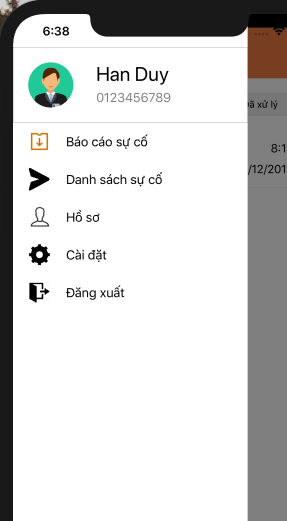 6:38
Han Duy
0123456789
Báo cáo sự cố
Danh sách sự cố
Hồ sơ
Cài đặt
Đăng xuất
xử lý
8:1
/12/201